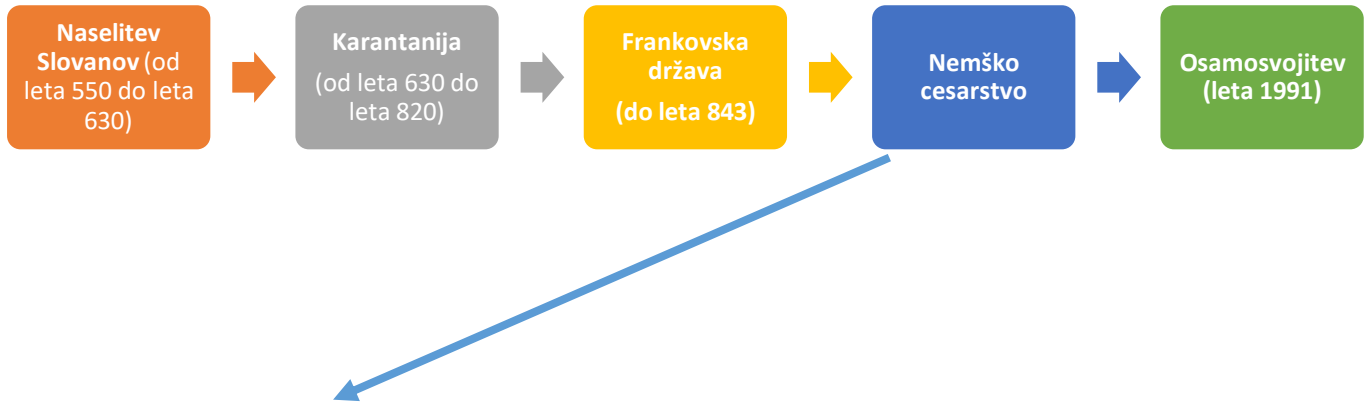 Naselitev
Slovanov (od
leta 550 do leta
630)
Karantanija
(od leta 630 do
leta 820)
Frankovska
država
(do leta 843)
Nemško
cesarstvo
Osamosvojitev
(leta 1991)